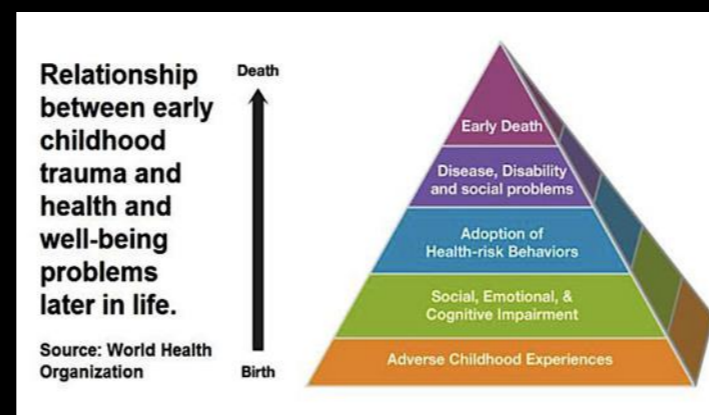 Relationship
between early
childhood
trauma and
health and
well-being
problems
later in life.
Source: World Health
Organization
Death
Birth
Early Death
Disease, Disability
and social problems
Adoption of
Health-risk Behaviors
Social, Emotional, &
Cognitive Impairment
Adverse Childhood Experiences